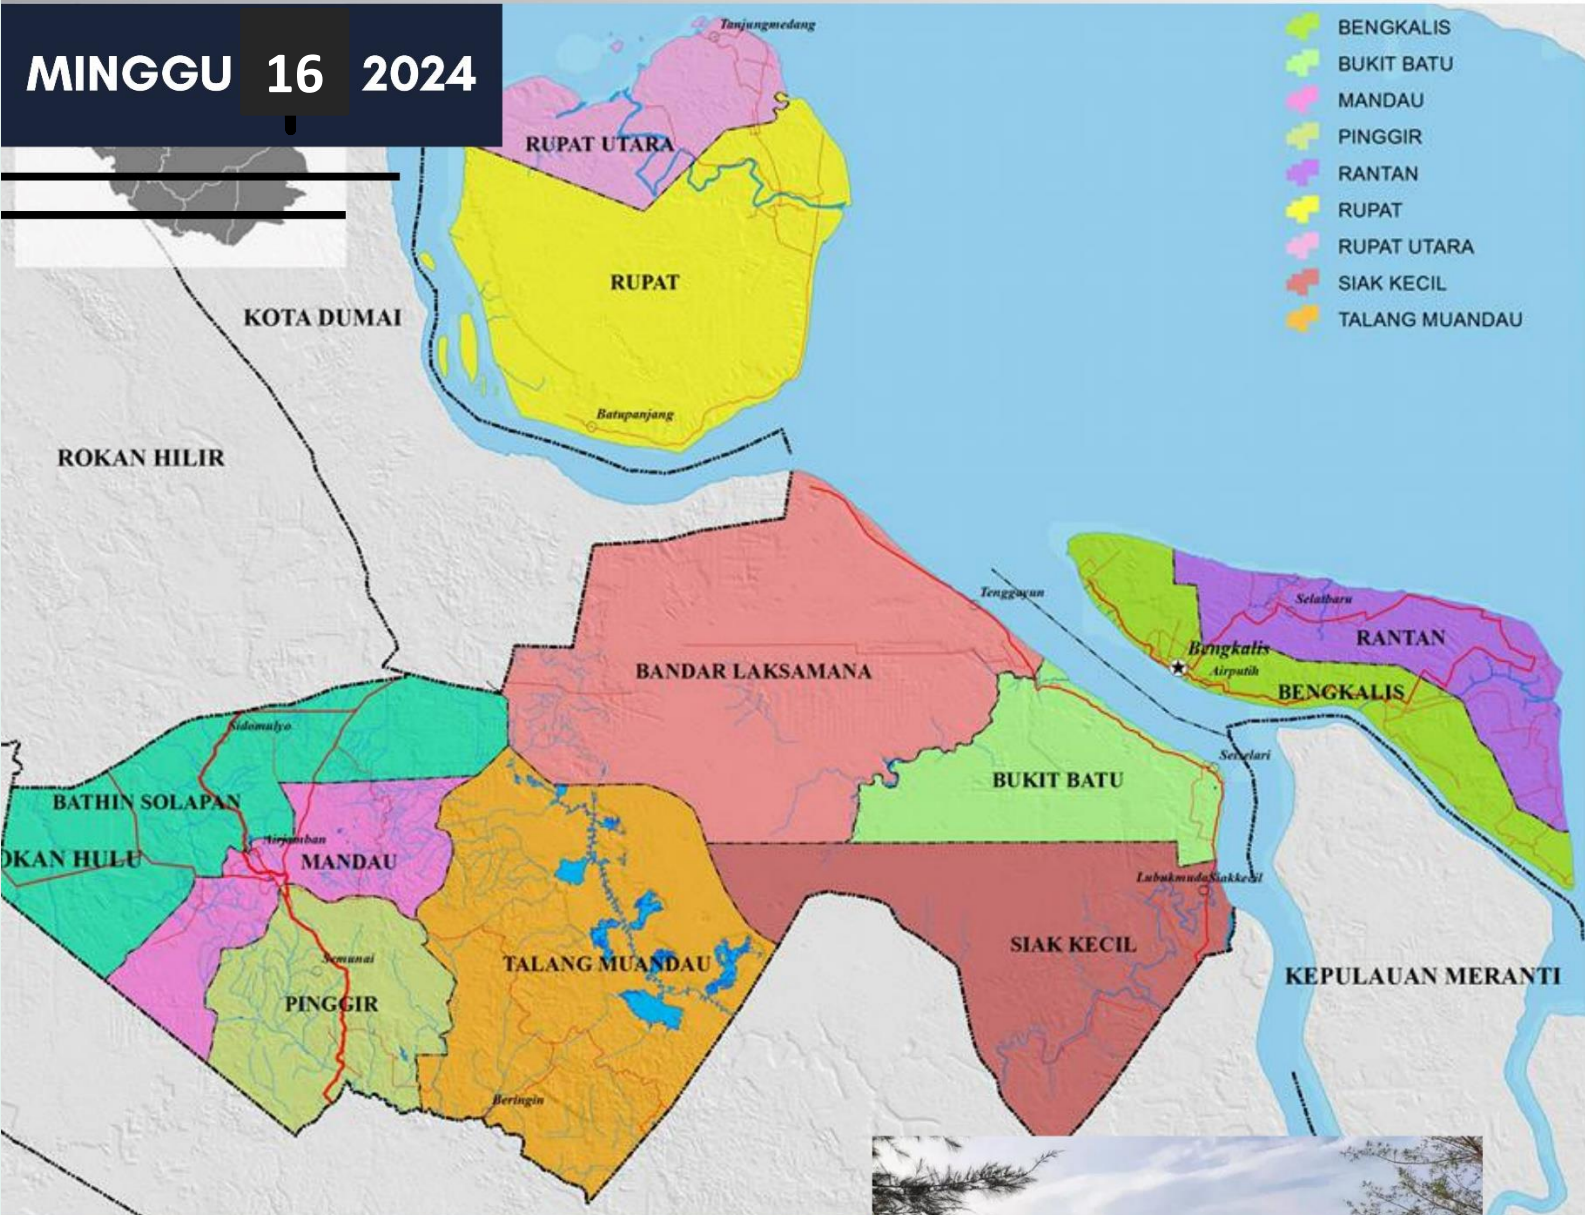 MINGGU 16 2024
Tanjungmedang
RUPAT UTARA
RUPAT
KOTA DUMAI
Batupanjang
ROKAN HILIR
BENGKALIS
BUKIT BATU
MANDAU
PINGGIR
RANTAN
RUPAT
RUPAT UTARA
SIAK KECIL
TALANG MUANDAU
Tenggayun
Selatbaru
RANTAN
Bengkalis
Airputih
BENGKALIS
BANDAR LAKSAMANA
Sidomulyo
BUKIT BATU
BATHIN SOLAPAN
Airjamban
MANDAU
OKAN HULU
LubukmudaSiakkecil
SIAK KECIL
TALANG MUANDAU
Semunai
PINGGIR
KEPULAUAN MERANTI
Beringin